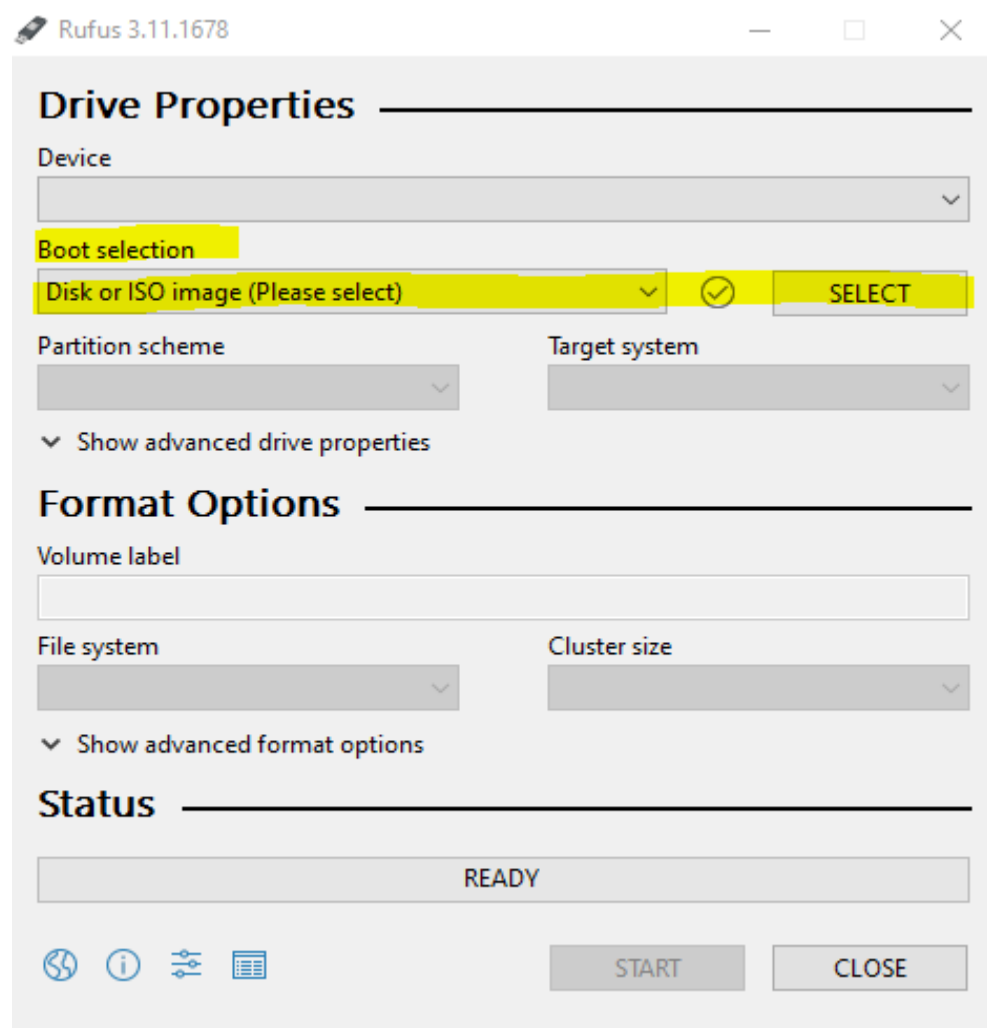 Rufus 3.11.1678
Drive Properties
Device
Boot selection
Disk or ISO image (Please select)
SELECT
Partition scheme
Target system
Show advanced drive properties
Format Options
Volume label
File system
Cluster size
Show advanced format options
Status
READY
START
CLOSE